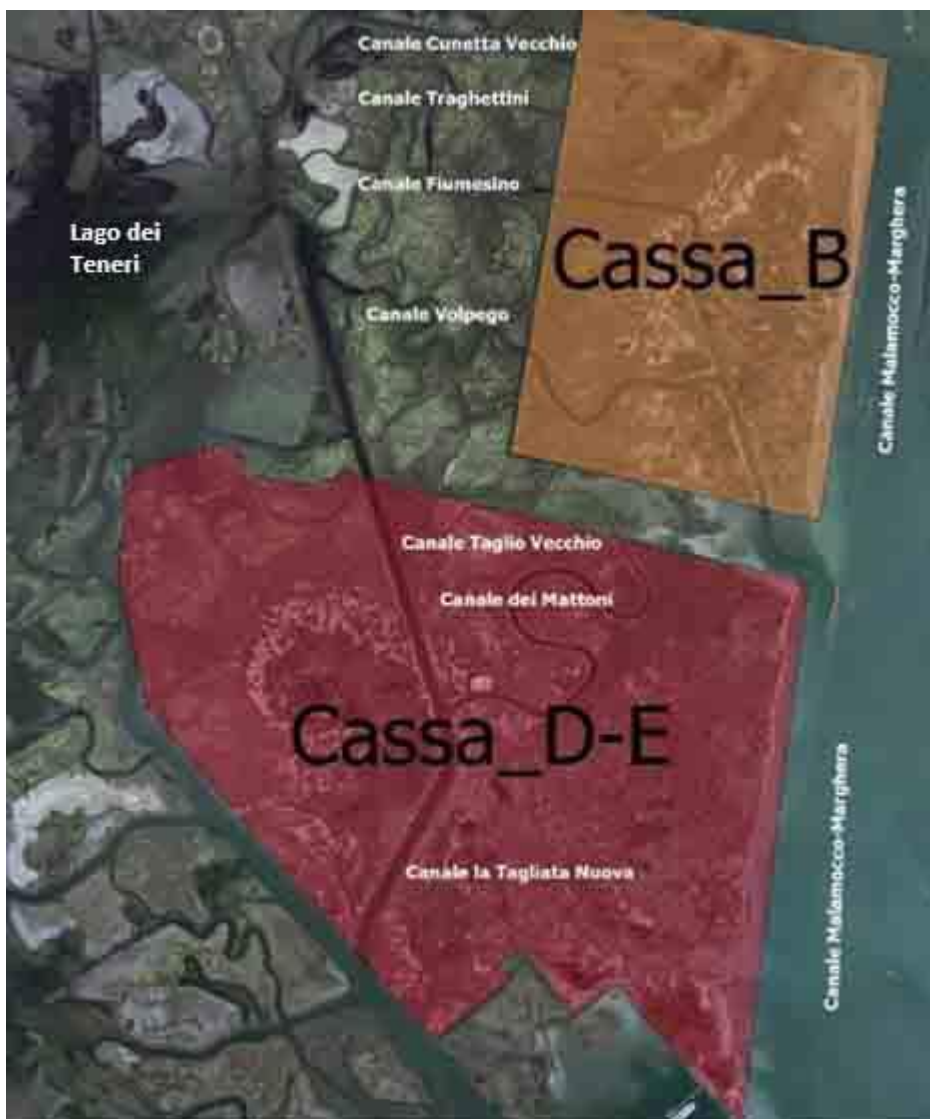 Canale Cunetta Vecchio
Canale Traghettini
Canale Fiumesino
Lago dei
Teneri
Cassa_B
Canale Malamocco-Marghera
Canale Volpego
Canale Taglio Vecchio
Canale dei Mattoni
Cassa_D-E
Canale la Tagliata Nuova
Canale Malamocco-Marghera